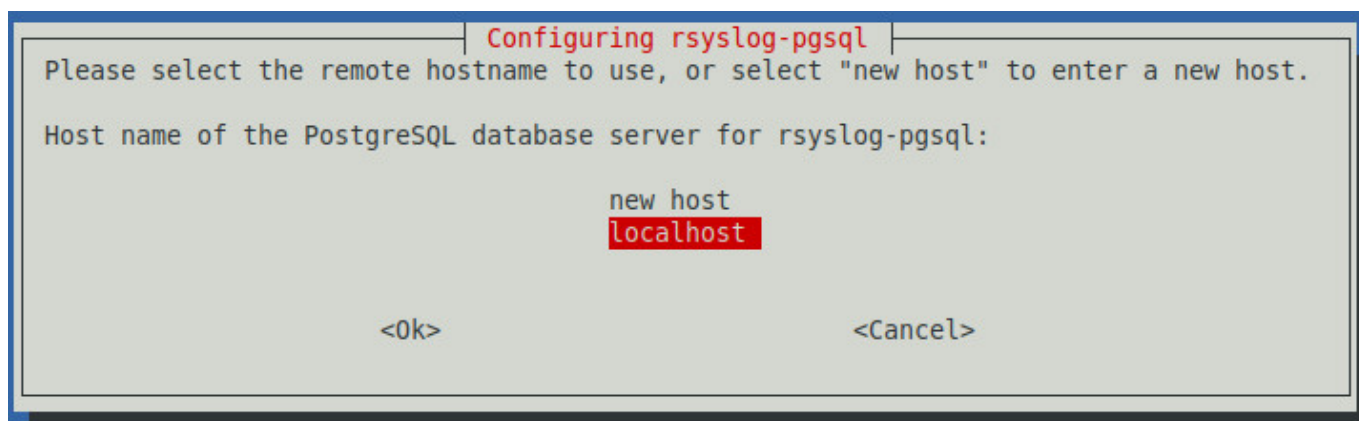 Configuring rsyslog-pgsql
Please select the remote hostname to use, or select "new host" to enter a new host.
Host name of the PostgreSQL database server for rsyslog-pgsql:
new host
localhost
<Ok> <Cancel>